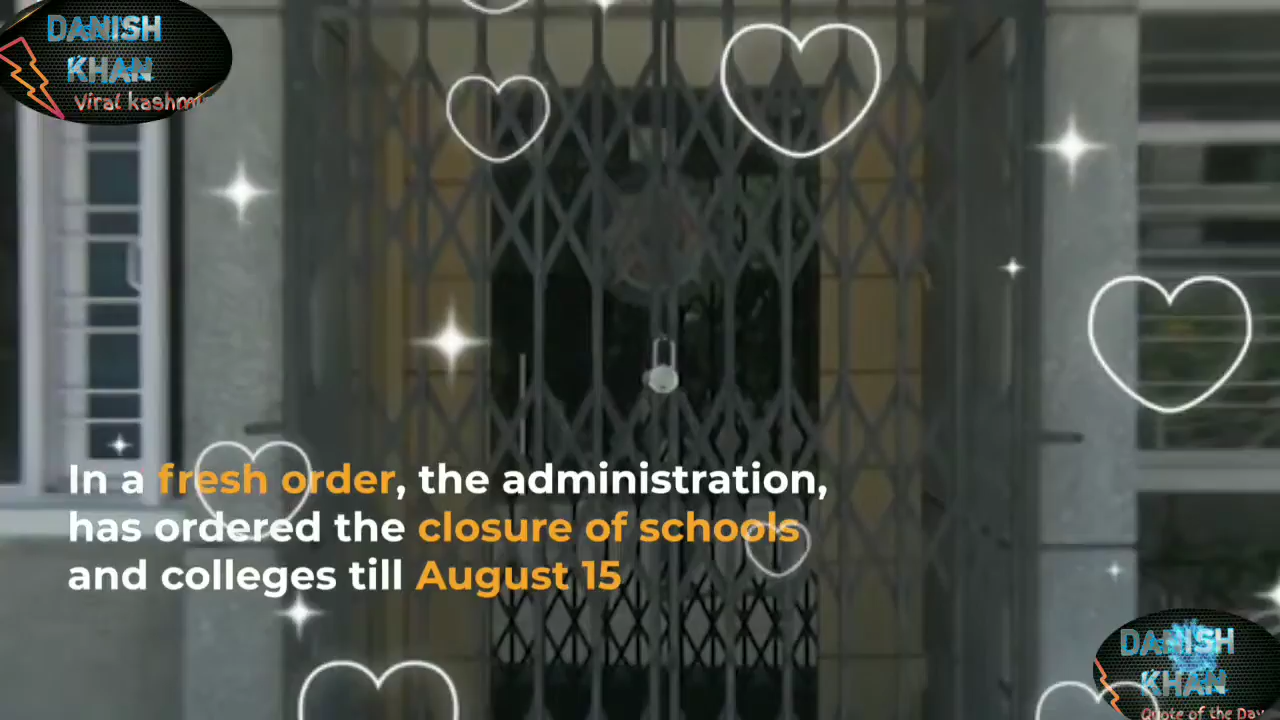 DANISH
KHAN
viral kashmi
In a fresh order, the administration,
has ordered the closure of schools
and colleges till August 15
DANISH
KHAN
Quote of the Day